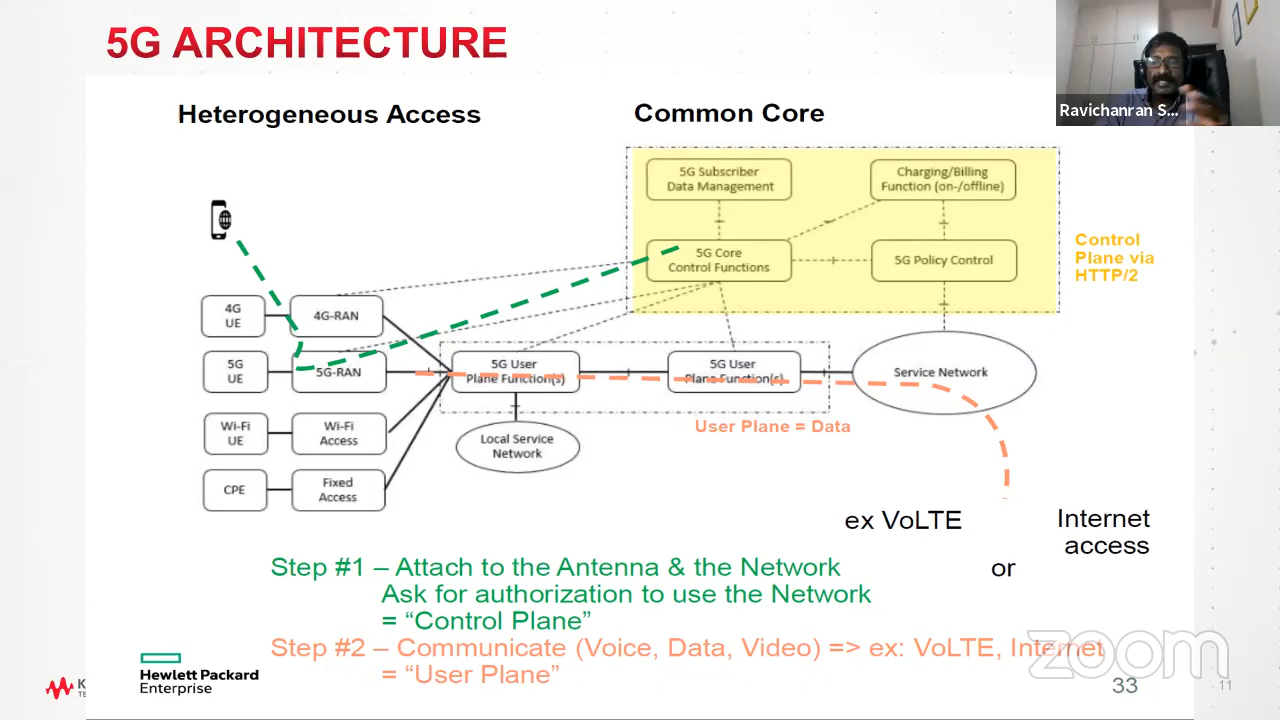 5G ARCHITECTURE
Ravichanran S...
Heterogeneous Access
Common Core
5G Subscriber
Data Management
Charging/Billing
Function (on-/offline)
5G Core
Control Functions
5G Policy Control
Control
Plane via
HTTP/2
4G
UE
4G-RAN
5G
UE
5G-RAN
5G User
Plane Function(s)
5G User
Plane Function(s)
Service Network
Wi-Fi
UE
Wi-Fi
Access
Local Service
Network
User Plane = Data
CPE
Fixed
Access
ex VoLTE
Internet
access
or
Step #1 – Attach to the Antenna & the Network
Ask for authorization to use the Network
= “Control Plane”
Step #2 – Communicate (Voice, Data, Video) => ex: VoLTE, Internet
= “User Plane”
Hewlett Packard
Enterprise
zoom
33
11